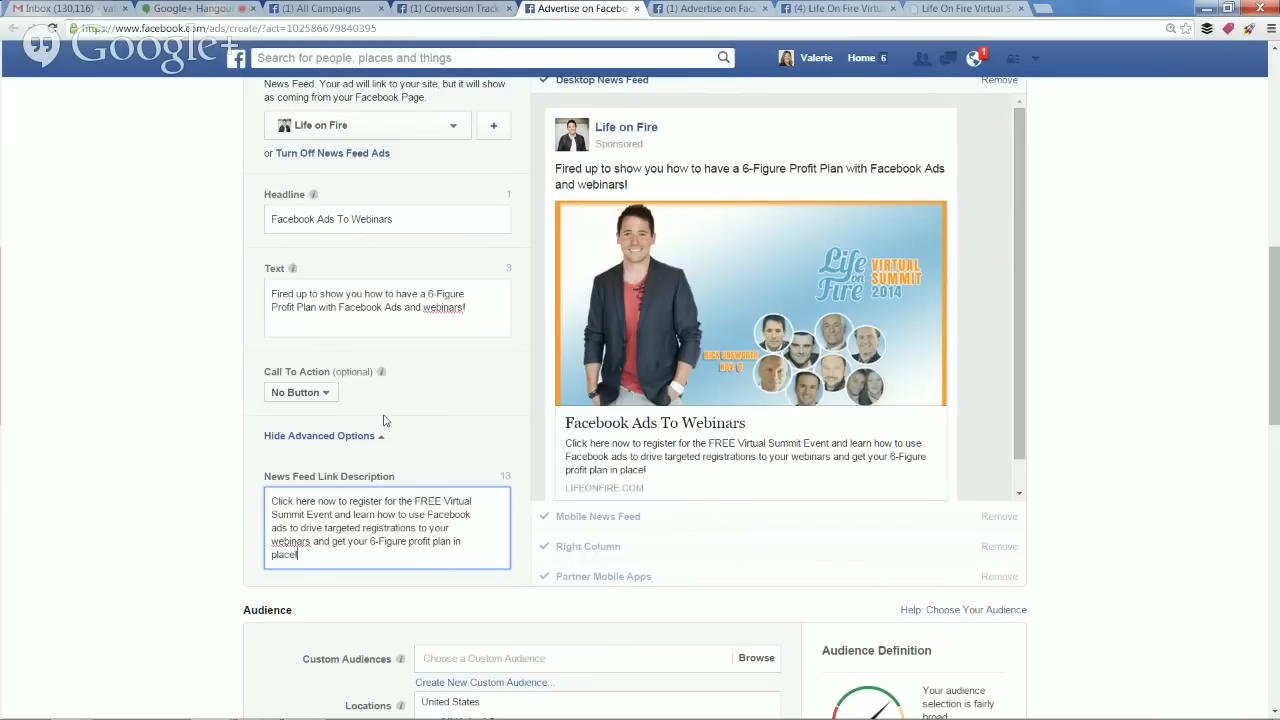 Inbox (130,116) - val
Google+ Hangout
(1) All Campaigns
(1) Conversion Track
Advertise on Facebo
(1) Advertise on Face
(4) Life On Fire Virtu
Life On Fire Virtual S
https://www.facebook.com/ads/create/?act=102586679840395
Google+
Search for people, places and things
Valerie
Home 6
1
News Feed. Your ad will link to your site, but it will show
as coming from your Facebook Page.
Life on Fire
+
or Turn Off News Feed Ads
Headline
1
Facebook Ads To Webinars
Text
3
Fired up to show you how to have a 6-Figure
Profit Plan with Facebook Ads and webinars!
Call To Action (optional)
No Button
Hide Advanced Options
News Feed Link Description
13
Click here now to register for the FREE Virtual
Summit Event and learn how to use Facebook
ads to drive targeted registrations to your
webinars and get your 6-Figure profit plan in
place!
Desktop News Feed
Remove
Life on Fire
Sponsored
Fired up to show you how to have a 6-Figure Profit Plan with Facebook Ads
and webinars!
Life on Fire
VIRTUAL
SUMMIT
2014
NICK UNSWORTH
NOV. 6
Facebook Ads To Webinars
Click here now to register for the FREE Virtual Summit Event and learn how to use
Facebook ads to drive targeted registrations to your webinars and get your 6-Figure
profit plan in place!
LIFEONFIRE.COM
Mobile News Feed
Remove
Right Column
Remove
Partner Mobile Apps
Remove
Audience
Help: Choose Your Audience
Custom Audiences
Choose a Custom Audience
Browse
Create New Custom Audience...
Locations
United States
Audience Definition
Your audience
selection is fairly
broad.